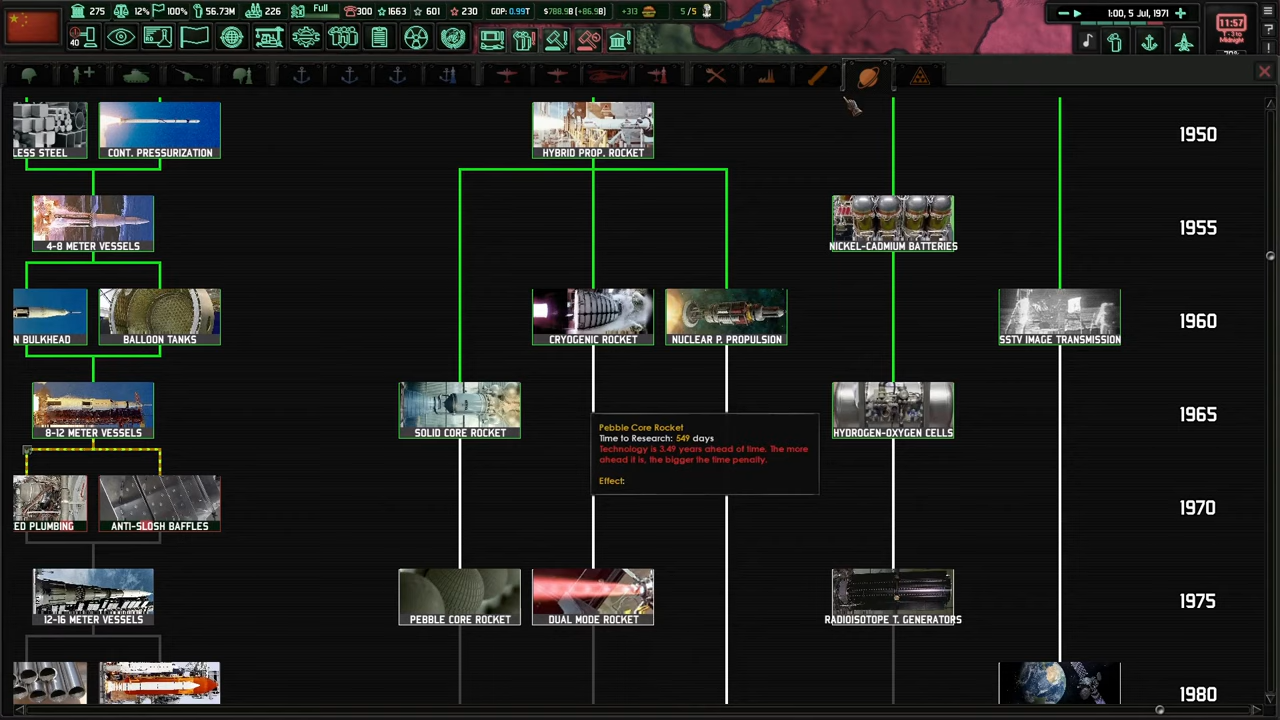 275 12% 100% 56.73M 226 Full 300 1663 601 230 GDP: 0.99T $788.9B (+86.9B) +313 5/5 1:00, 5 Jul, 1971 11:57
T - 3 to
Midnight
40
LESS STEEL CONT. PRESSURIZATION HYBRID PROP. ROCKET 1950
4-8 METER VESSELS NICKEL-CADMIUM BATTERIES 1955
N BULKHEAD BALLOON TANKS CRYOGENIC ROCKET NUCLEAR P. PROPULSION SSTV IMAGE TRANSMISSION 1960
8-12 METER VESSELS SOLID CORE ROCKET HYDROGEN-OXYGEN CELLS 1965
Pebble Core Rocket
Time to Research: 549 days
Technology is 3.49 years ahead of time. The more
ahead it is, the bigger the time penalty.
Effect:
ED PLUMBING ANTI-SLOSH BAFFLES 1970
12-16 METER VESSELS PEBBLE CORE ROCKET DUAL MODE ROCKET RADIOISOTOPE T. GENERATORS 1975
1980